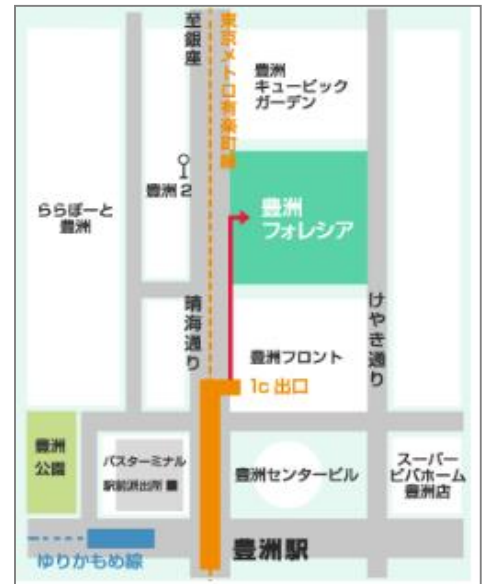 至銀座
東京メトロ有楽町線
豊洲
キュービック
ガーデン
豊洲2
ららぽーと
豊洲
豊洲
フォレシア
晴海通り
けやき通り
豊洲フロント
1c 出口
豊洲
公園
バスターミナル
駅前派出所
豊洲センタービル
スーパー
ビバホーム
豊洲店
豊洲駅
ゆりかもめ線